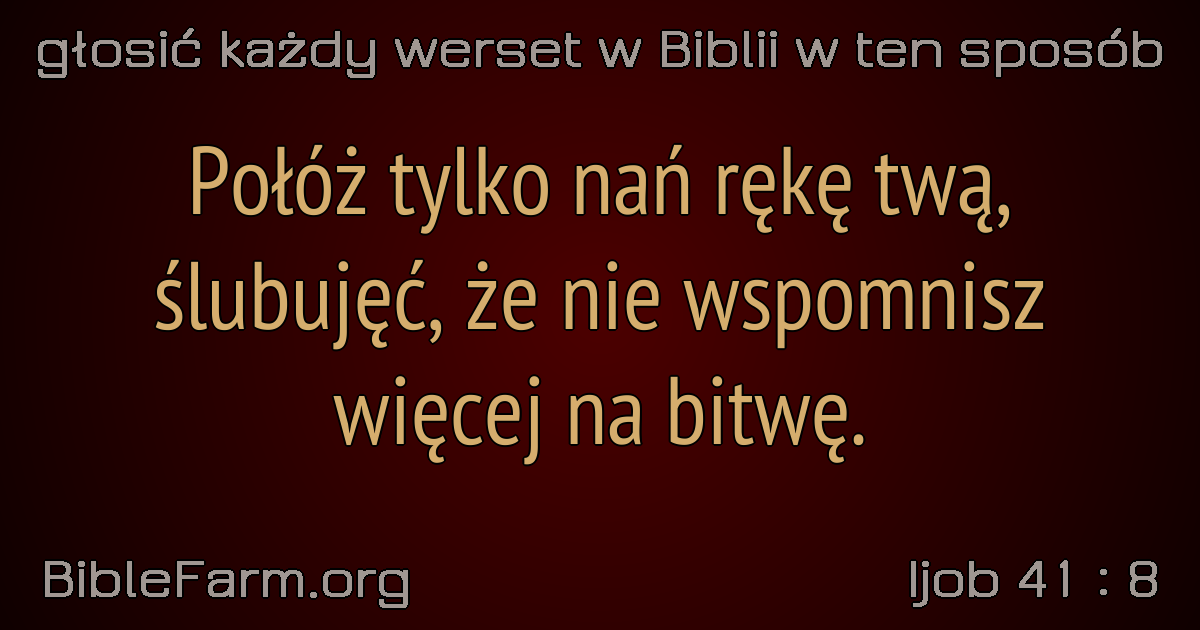 głosić każdy werset w Biblii w ten sposób
Połóż tylko nań rękę twą,
ślubujęć, że nie wspomnisz
więcej na bitwę.
BibleFarm.org
Ijob 41 : 8